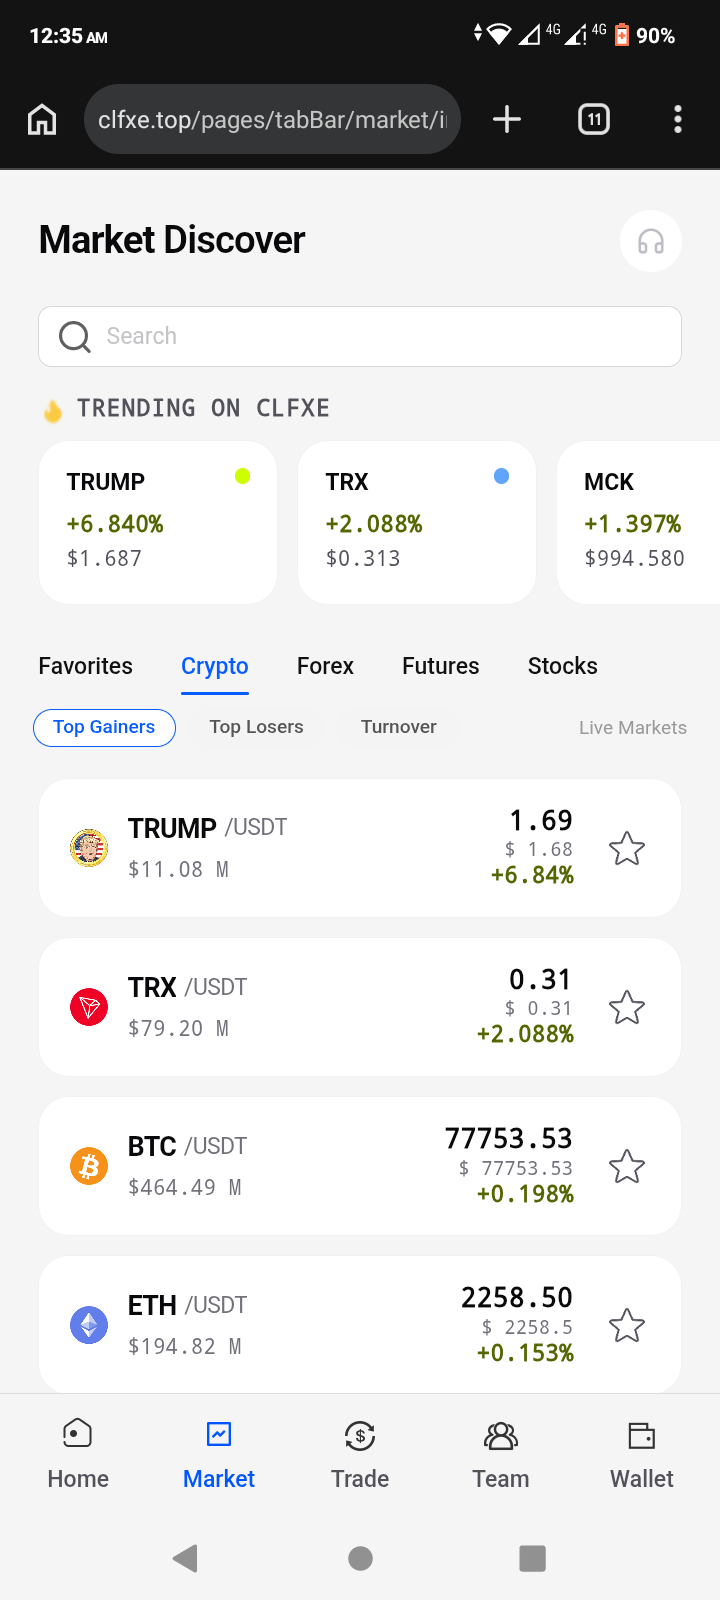 12:35 AM 4G 4G 90%
clfxe.top/pages/tabBar/market/i
11
Market Discover
Search
TRENDING ON CLFXE
TRUMP
+6.840%
$1.687
TRX
+2.088%
$0.313
MCK
+1.397%
$994.580
Favorites Crypto Forex Futures Stocks
Top Gainers Top Losers Turnover Live Markets
TRUMP /USDT
$11.08 M
1.69
$ 1.68
+6.84%
TRX /USDT
$79.20 M
0.31
$ 0.31
+2.088%
BTC /USDT
$464.49 M
77753.53
$ 77753.53
+0.198%
ETH /USDT
$194.82 M
2258.50
$ 2258.5
+0.153%
Home Market Trade Team Wallet